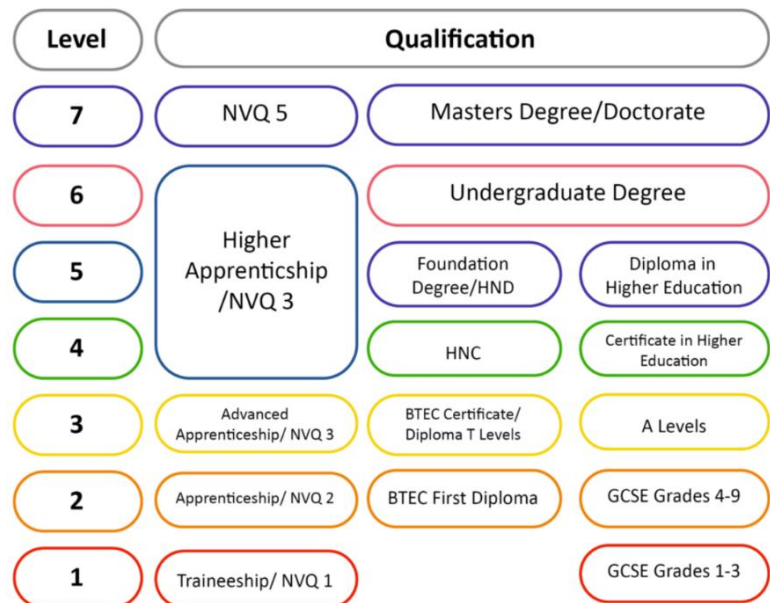 Level
Qualification
7
NVQ 5
Masters Degree/Doctorate
6
Higher
Apprenticship
/NVQ 3
Undergraduate Degree
5
Foundation
Degree/HND
Diploma in
Higher Education
4
HNC
Certificate in Higher
Education
3
Advanced
Apprenticeship/ NVQ 3
BTEC Certificate/
Diploma T Levels
A Levels
2
Apprenticeship/ NVQ 2
BTEC First Diploma
GCSE Grades 4-9
1
Traineeship/ NVQ 1
GCSE Grades 1-3